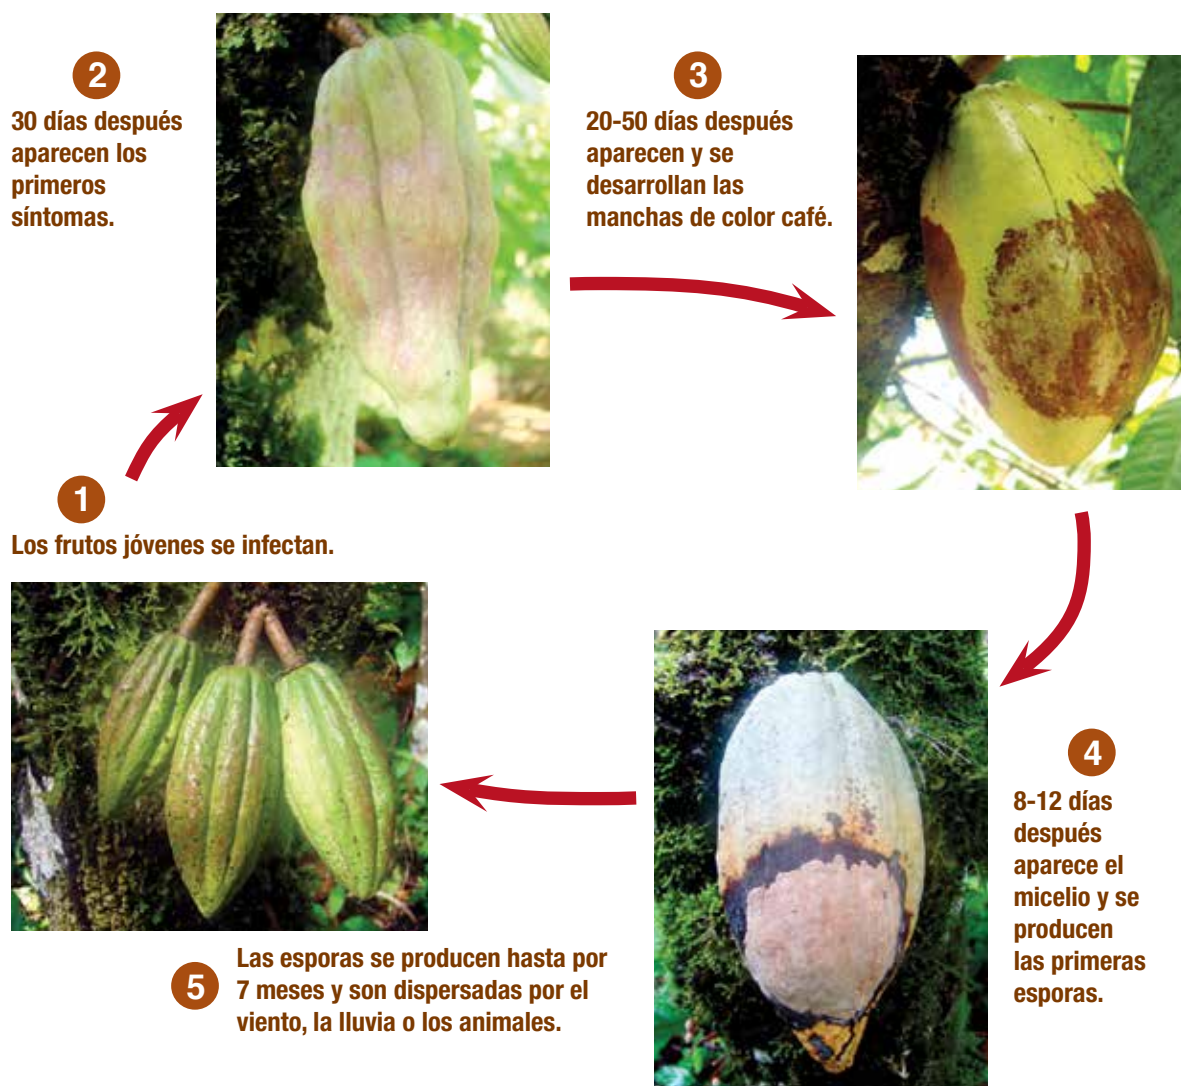 1
Los frutos jóvenes se infectan.
2
30 días después
aparecen los
primeros
síntomas.
3
20-50 días después
aparecen y se
desarrollan las
manchas de color café.
4
8-12 días
después
aparece el
micelio y se
producen
las primeras
esporas.
5
Las esporas se producen hasta por
7 meses y son dispersadas por el
viento, la lluvia o los animales.